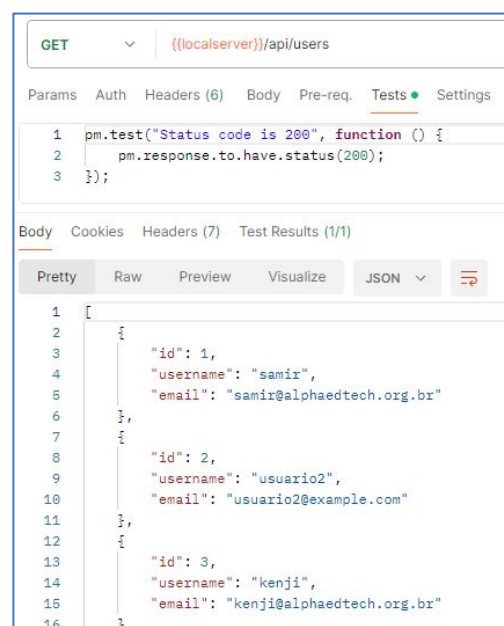 GET {{localserver}}/api/users
Params Auth Headers (6) Body Pre-req. Tests Settings
1 pm.test("Status code is 200", function () {
2 pm.response.to.have.status(200);
3 });
Body Cookies Headers (7) Test Results (1/1)
Pretty Raw Preview Visualize JSON
1 [
2 {
3 "id": 1,
4 "username": "samir",
5 "email": "samir@alphaedtech.org.br"
6 },
7 {
8 "id": 2,
9 "username": "usuario2",
10 "email": "usuario2@example.com"
11 },
12 {
13 "id": 3,
14 "username": "kenji",
15 "email": "kenji@alphaedtech.org.br"
16 }